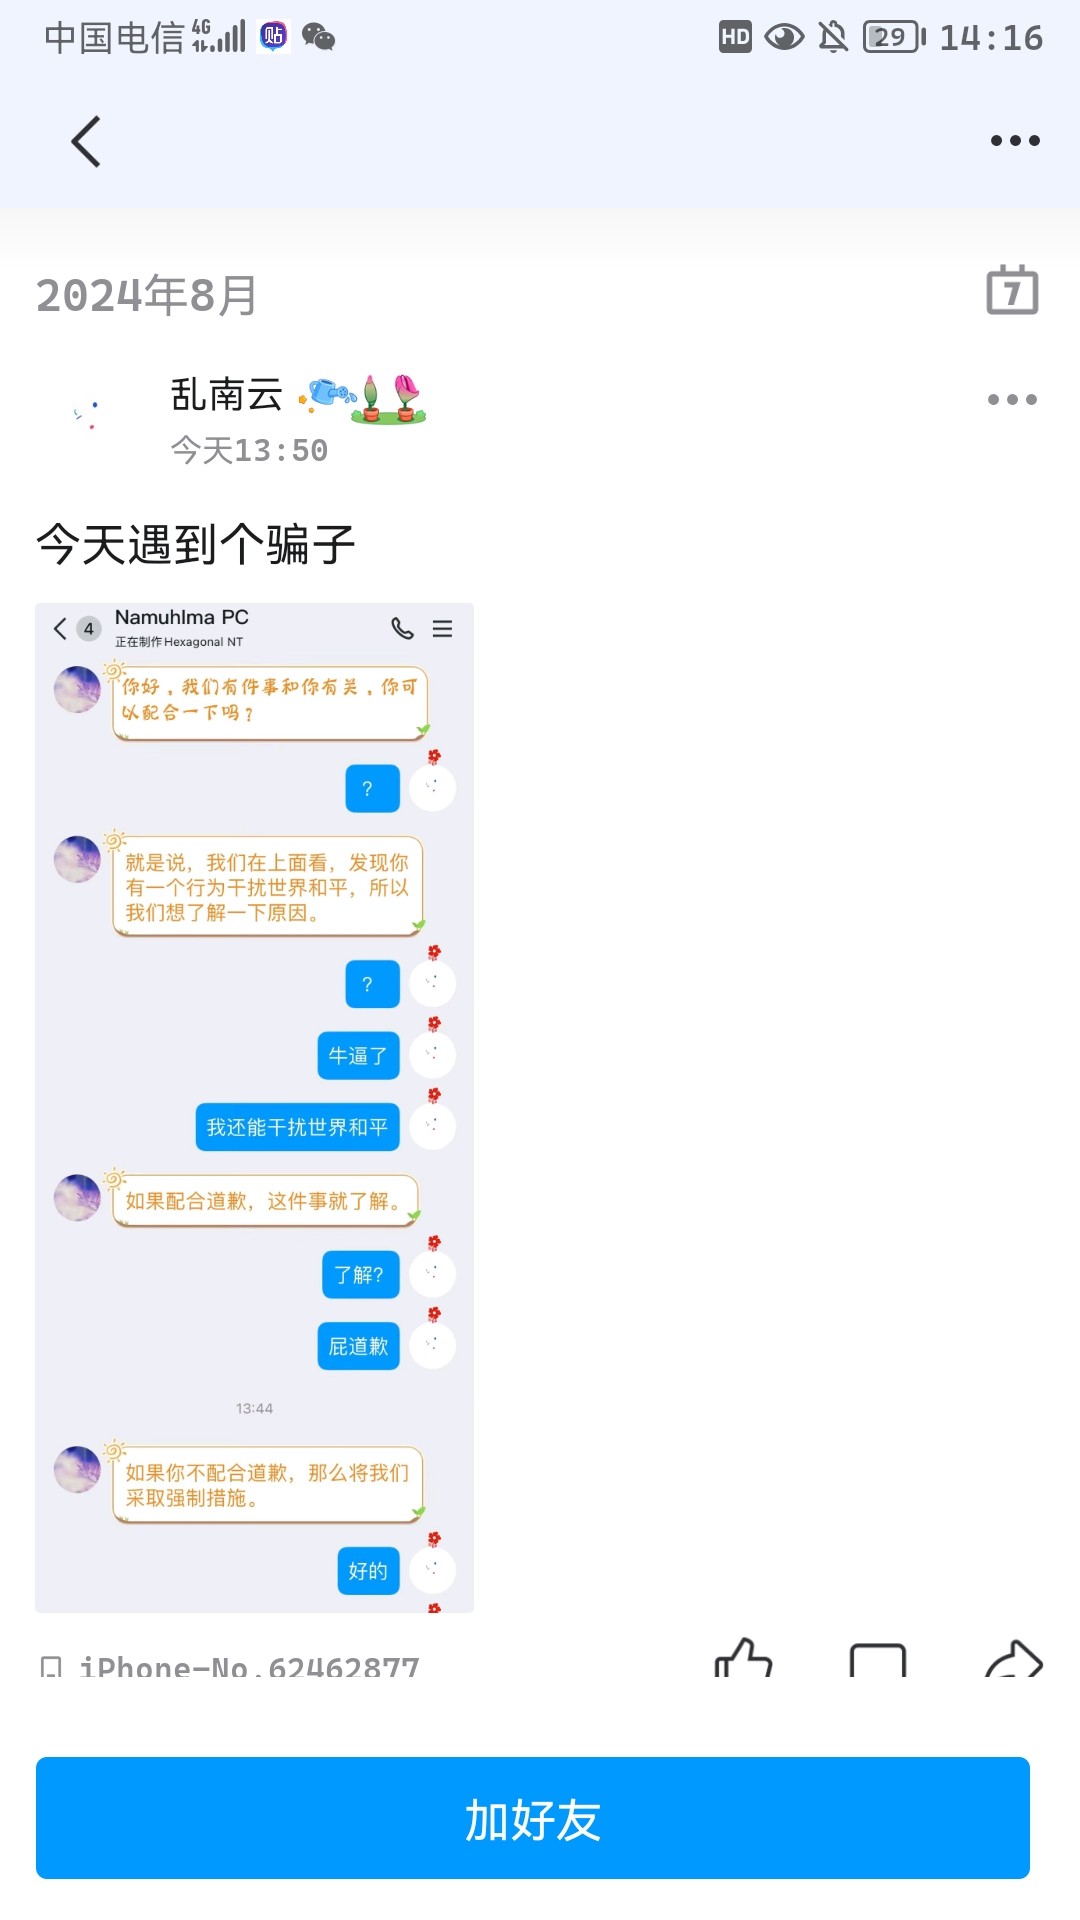 中国电信 4G 贴 HD 29 14:16
2024年8月 7
乱南云
今天13:50
今天遇到个骗子
4 Namuhlma PC
正在制作Hexagonal NT
你好，我们有件事和你有关，你可
以配合一下吗？
？
就是说，我们在上面看，发现你
有一个行为干扰世界和平，所以
我们想了解一下原因。
？
牛逼了
我还能干扰世界和平
如果配合道歉，这件事就了解。
了解?
屁道歉
13:44
如果你不配合道歉，那么将我们
采取强制措施。
好的
iPhone-No.62462877
加好友